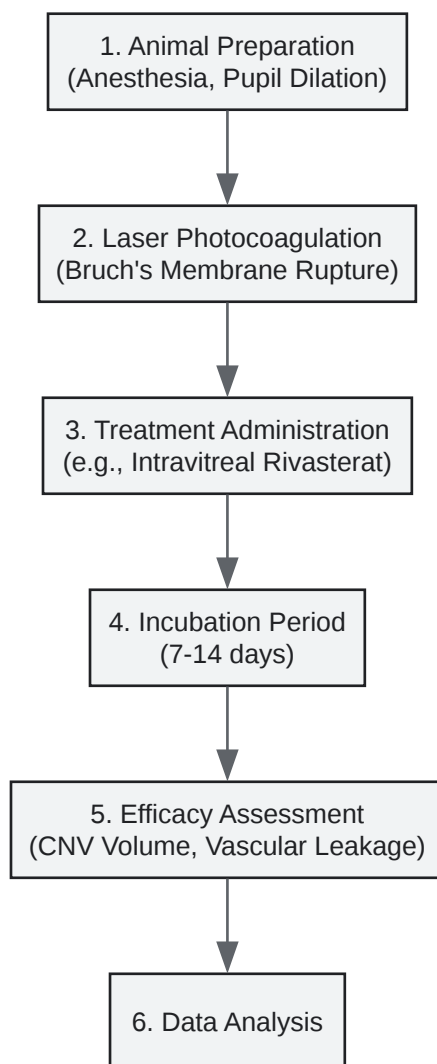 1. Animal Preparation
(Anesthesia, Pupil Dilation)
2. Laser Photocoagulation
(Bruch's Membrane Rupture)
3. Treatment Administration
(e.g., Intravitreal Rivasterat)
4. Incubation Period
(7-14 days)
5. Efficacy Assessment
(CNV Volume, Vascular Leakage)
6. Data Analysis